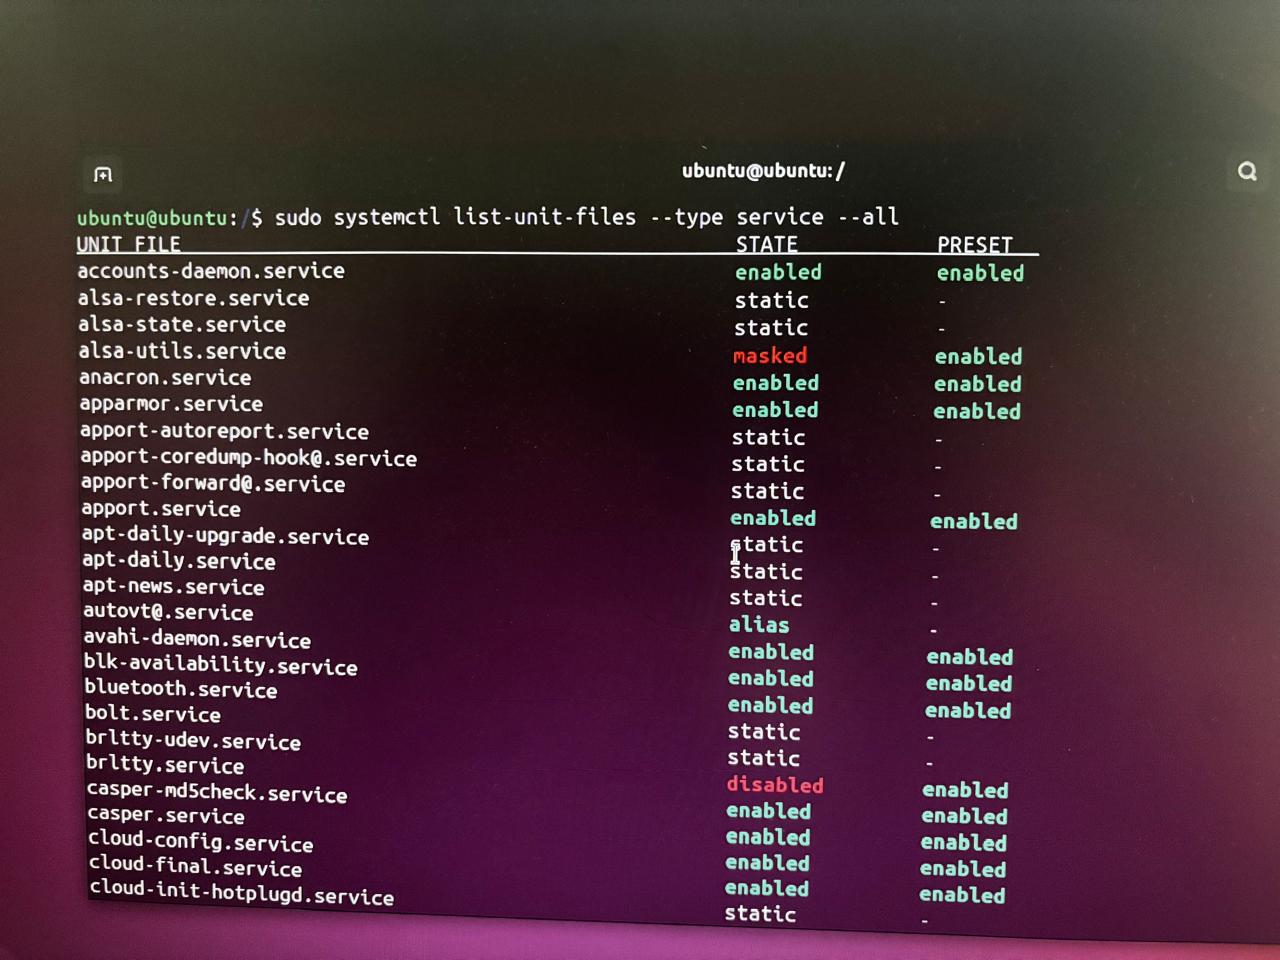 ubuntu@ubuntu: /
ubuntu@ubuntu:/$ sudo systemctl list-unit-files --type service --all
UNIT FILE STATE PRESET
accounts-daemon.service enabled enabled
alsa-restore.service static -
alsa-state.service static -
alsa-utils.service masked enabled
anacron.service enabled enabled
apparmor.service enabled enabled
apport-autoreport.service static -
apport-coredump-hook@.service static -
apport-forward@.service static -
apport.service enabled enabled
apt-daily-upgrade.service static -
apt-daily.service static -
apt-news.service static -
autovt@.service alias -
avahi-daemon.service enabled enabled
blk-availability.service enabled enabled
bluetooth.service enabled enabled
bolt.service static -
brltty-udev.service static -
brltty.service disabled enabled
casper-md5check.service enabled enabled
casper.service enabled enabled
cloud-config.service enabled enabled
cloud-final.service enabled enabled
cloud-init-hotplugd.service static -